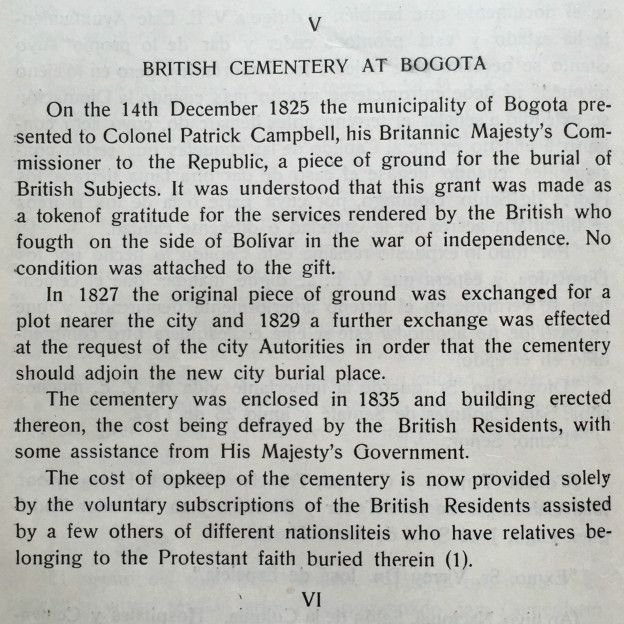 V
BRITISH CEMENTERY AT BOGOTA
On the 14th December 1825 the municipality of Bogota pre-
sented to Colonel Patrick Campbell, his Britannic Majesty's Com-
missioner to the Republic, a piece of ground for the burial of
British Subjects. It was understood that this grant was made as
a tokenof gratitude for the services rendered by the British who
fougth on the side of Bolívar in the war of independence. No
condition was attached to the gift.
In 1827 the original piece of ground was exchanged for a
plot nearer the city and 1829 a further exchange was effected
at the request of the city Autorities in order that the cementery
should adjoin the new city burial place.
The cementery was enclosed in 1835 and building erected
thereon, the cost being defrayed by the British Residents, with
some assistance from His Majesty's Government.
The cost of opkeep of the cementery is now provided solely
by the voluntary subscriptions of the British Residents assisted
by a few others of different nationsliteis who have relatives be-
longing to the Protestant faith buried therein (1).
VI